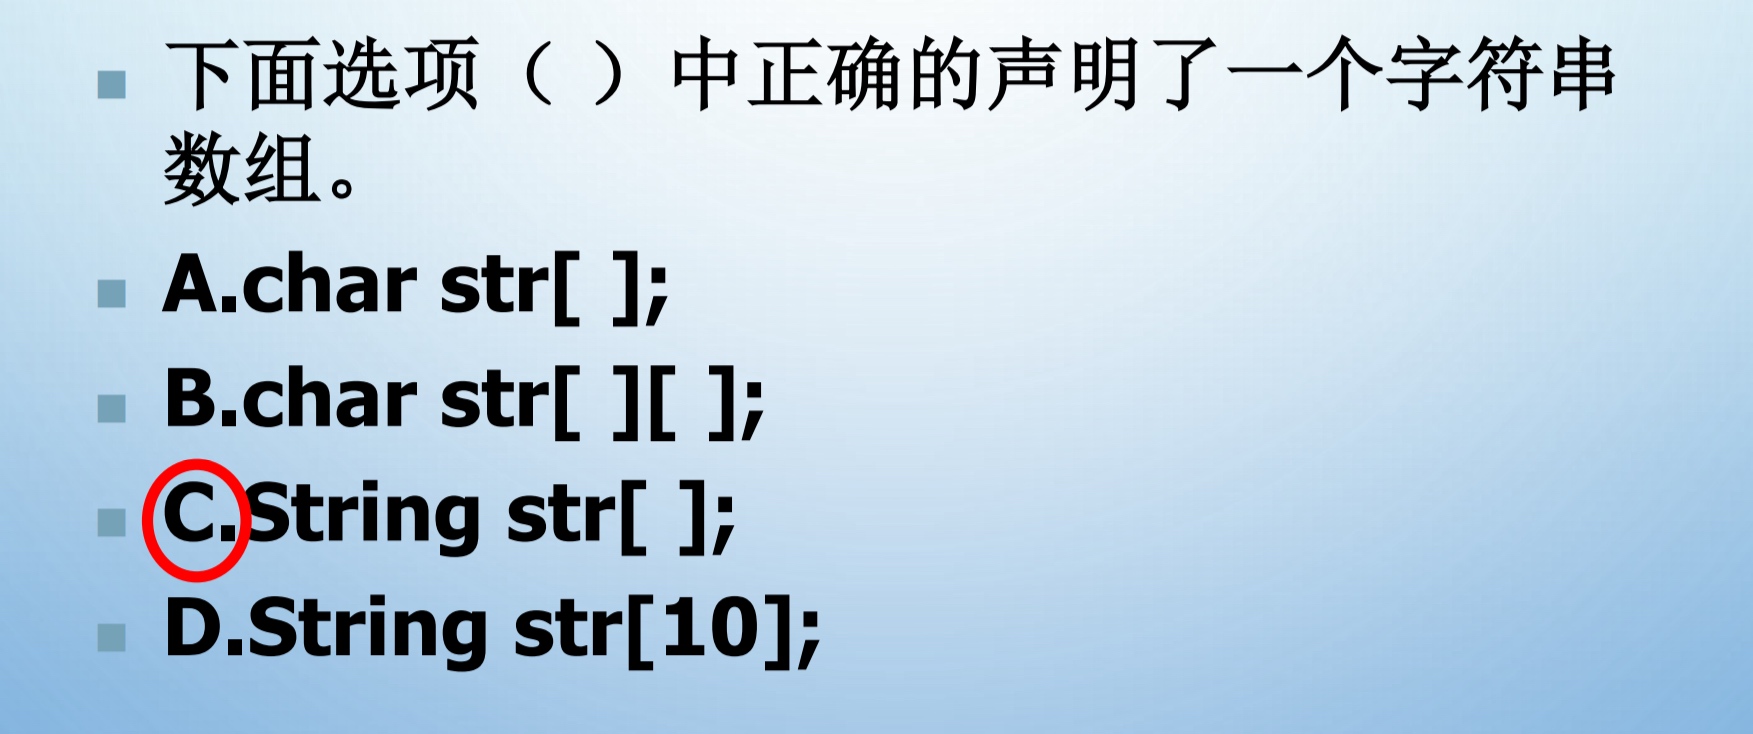 下面选项（ ）中正确的声明了一个字符串
数组。
A.char str[ ];
B.char str[ ][ ];
C.String str[ ];
D.String str[10];